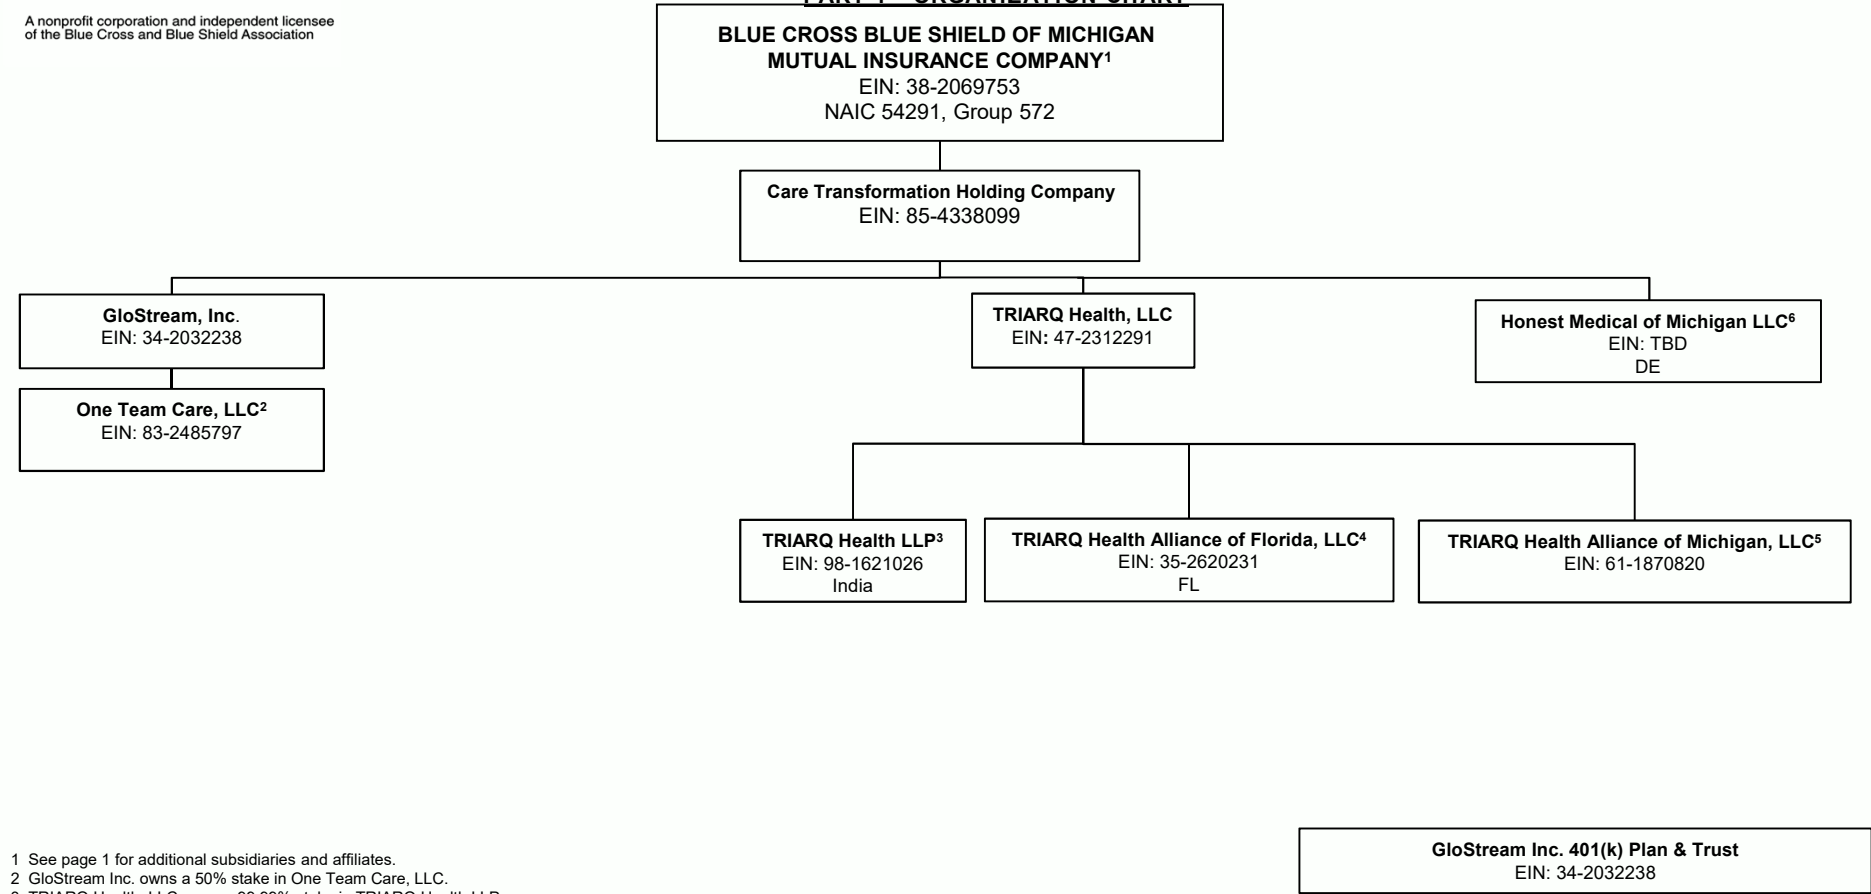 PART 1 - ORGANIZATION CHART
A nonprofit corporation and independent licensee
of the Blue Cross and Blue Shield Association
BLUE CROSS BLUE SHIELD OF MICHIGAN
MUTUAL INSURANCE COMPANY¹
EIN: 38-2069753
NAIC 54291, Group 572
Care Transformation Holding Company
EIN: 85-4338099
GloStream, Inc.
EIN: 34-2032238
TRIARQ Health, LLC
EIN: 47-2312291
Honest Medical of Michigan LLC⁶
EIN: TBD
DE
One Team Care, LLC²
EIN: 83-2485797
TRIARQ Health LLP³
EIN: 98-1621026
India
TRIARQ Health Alliance of Florida, LLC⁴
EIN: 35-2620231
FL
TRIARQ Health Alliance of Michigan, LLC⁵
EIN: 61-1870820
GloStream Inc. 401(k) Plan & Trust
EIN: 34-2032238
1 See page 1 for additional subsidiaries and affiliates.
2 GloStream Inc. owns a 50% stake in One Team Care, LLC.